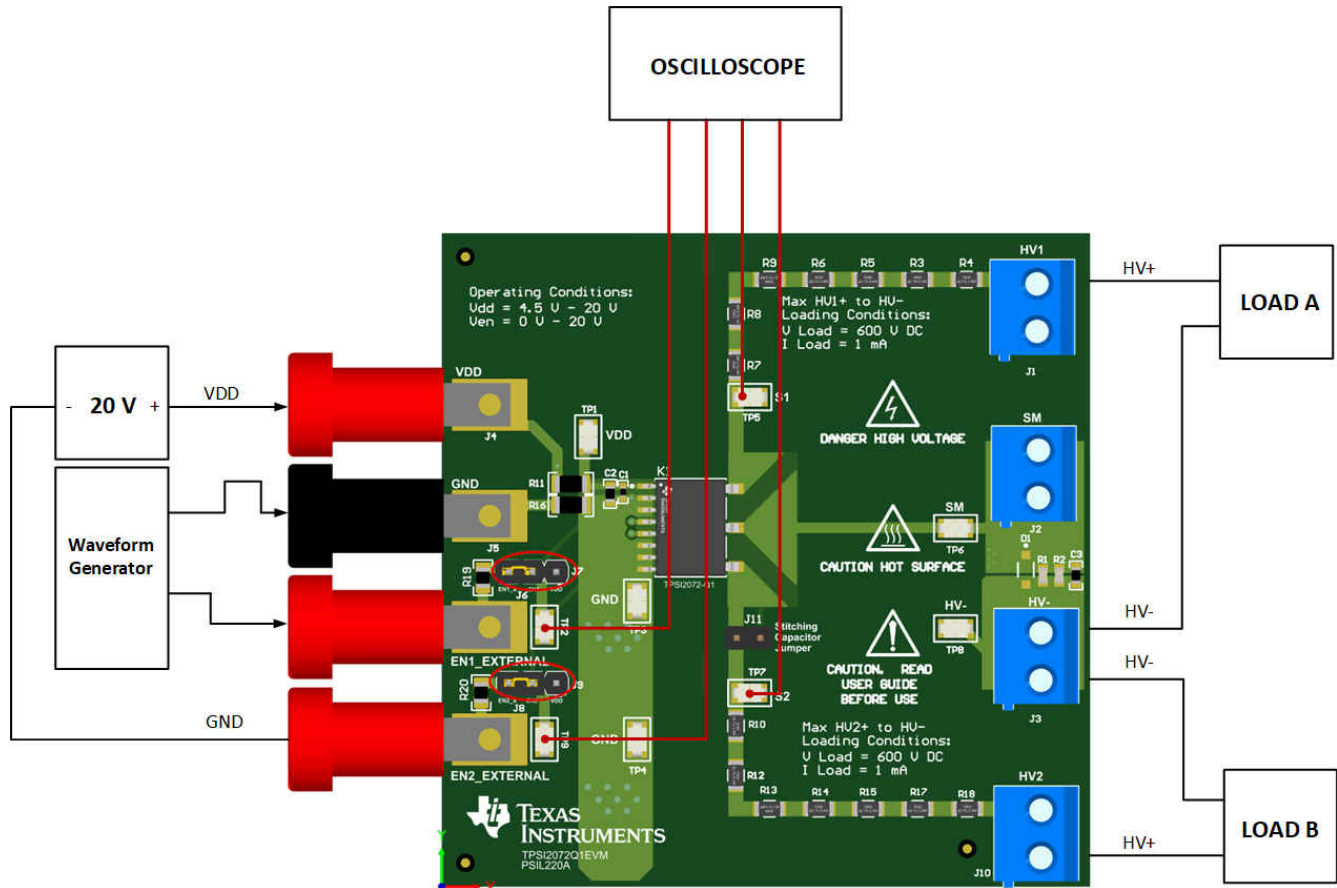 OSCILLOSCOPE
Operating Conditions:
Vdd = 4.5 V - 20 V
Ven = 0 V - 20 V
R9
R6
R5
R3
R4
HV1
Max HV1+ to HV-
Loading Conditions:
V Load = 600 V DC
I Load = 1 mA
R8
R7
J1
HV+
LOAD A
- 20 V +
VDD
VDD
J4
TP1
VDD
S1
TP5
DANGER HIGH VOLTAGE
SM
Waveform
Generator
GND
J5
R11
R16
C2
C1
TPSI2072-Q1
SM
TP6
J2
CAUTION HOT SURFACE
D1
R1
R2
C3
R19
J7
J6
TP2
EN1_EXTERNAL
GND
TP3
J11
Stitching
Capacitor
Jumper
HV-
TP8
HV-
J3
HV-
HV-
CAUTION. READ
USER GUIDE
BEFORE USE
R20
J9
J8
TP9
EN2_EXTERNAL
GND
GND
TP4
TP7
S2
R10
R12
Max HV2+ to HV-
Loading Conditions:
V Load = 600 V DC
I Load = 1 mA
R13
R14
R15
R17
R18
HV2
J10
HV+
LOAD B
TEXAS
INSTRUMENTS
TPSI2072Q1EVM
PSIL220A